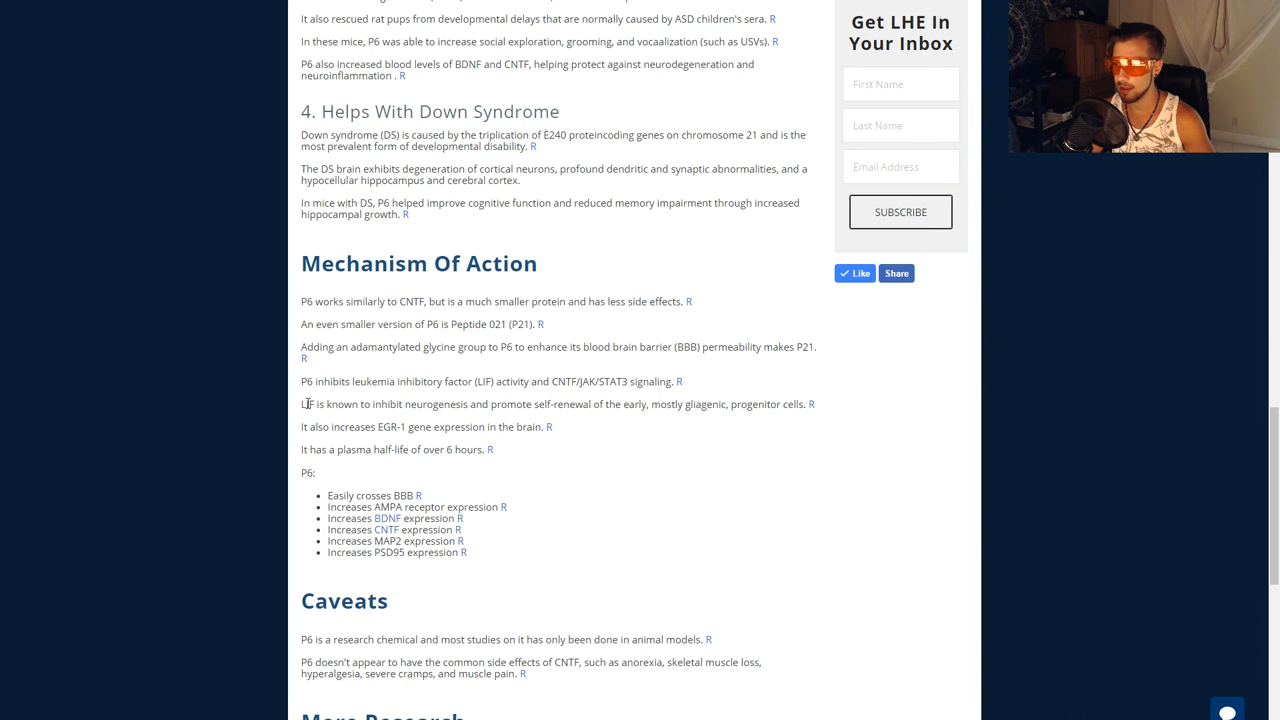 It also rescued rat pups from developmental delays that are normally caused by ASD children's sera. R
In these mice, P6 was able to increase social exploration, grooming, and vocaalization (such as USVs). R
P6 also increased blood levels of BDNF and CNTF, helping protect against neurodegeneration and
neuroinflammation . R
4. Helps With Down Syndrome
Down syndrome (DS) is caused by the triplication of È240 proteincoding genes on chromosome 21 and is the
most prevalent form of developmental disability. R
The DS brain exhibits degeneration of cortical neurons, profound dendritic and synaptic abnormalities, and a
hypocellular hippocampus and cerebral cortex.
In mice with DS, P6 helped improve cognitive function and reduced memory impairment through increased
hippocampal growth. R
Mechanism Of Action
P6 works similarly to CNTF, but is a much smaller protein and has less side effects. R
An even smaller version of P6 is Peptide 021 (P21). R
Adding an adamantylated glycine group to P6 to enhance its blood brain barrier (BBB) permeability makes P21.
R
P6 inhibits leukemia inhibitory factor (LIF) activity and CNTF/JAK/STAT3 signaling. R
LIF is known to inhibit neurogenesis and promote self-renewal of the early, mostly gliagenic, progenitor cells. R
It also increases EGR-1 gene expression in the brain. R
It has a plasma half-life of over 6 hours. R
P6:
• Easily crosses BBB R
• Increases AMPA receptor expression R
• Increases BDNF expression R
• Increases CNTF expression R
• Increases MAP2 expression R
• Increases PSD95 expression R
Caveats
P6 is a research chemical and most studies on it has only been done in animal models. R
P6 doesn't appear to have the common side effects of CNTF, such as anorexia, skeletal muscle loss,
hyperalgesia, severe cramps, and muscle pain. R
More Research
Get LHE In
Your Inbox
First Name
Last Name
Email Address
SUBSCRIBE
Like
Share